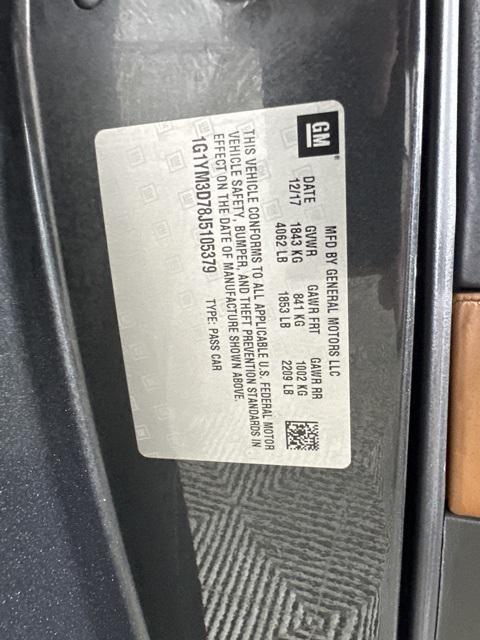 GM
MFD BY GENERAL MOTORS LLC
DATE GVWR GAWR FRT GAWR RR
12/17 1843 KG 841 KG 1002 KG
4062 LB 1853 LB 2209 LB
THIS VEHICLE CONFORMS TO ALL APPLICABLE U.S. FEDERAL MOTOR
VEHICLE SAFETY, BUMPER, AND THEFT PREVENTION STANDARDS IN
EFFECT ON THE DATE OF MANUFACTURE SHOWN ABOVE.
1G1YM3D78J5105379 TYPE: PASS CAR